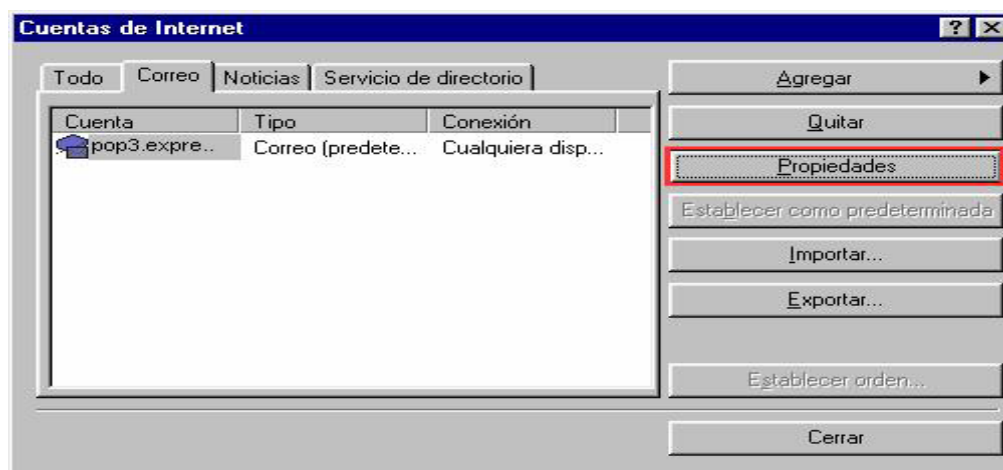 Cuentas de Internet
Todo Correo Noticias Servicio de directorio
Cuenta Tipo Conexión
pop3.expre.. Correo (predete... Cualquiera disp...
Agregar
Quitar
Propiedades
Establecer como predeterminada
Importar...
Exportar...
Establecer orden...
Cerrar